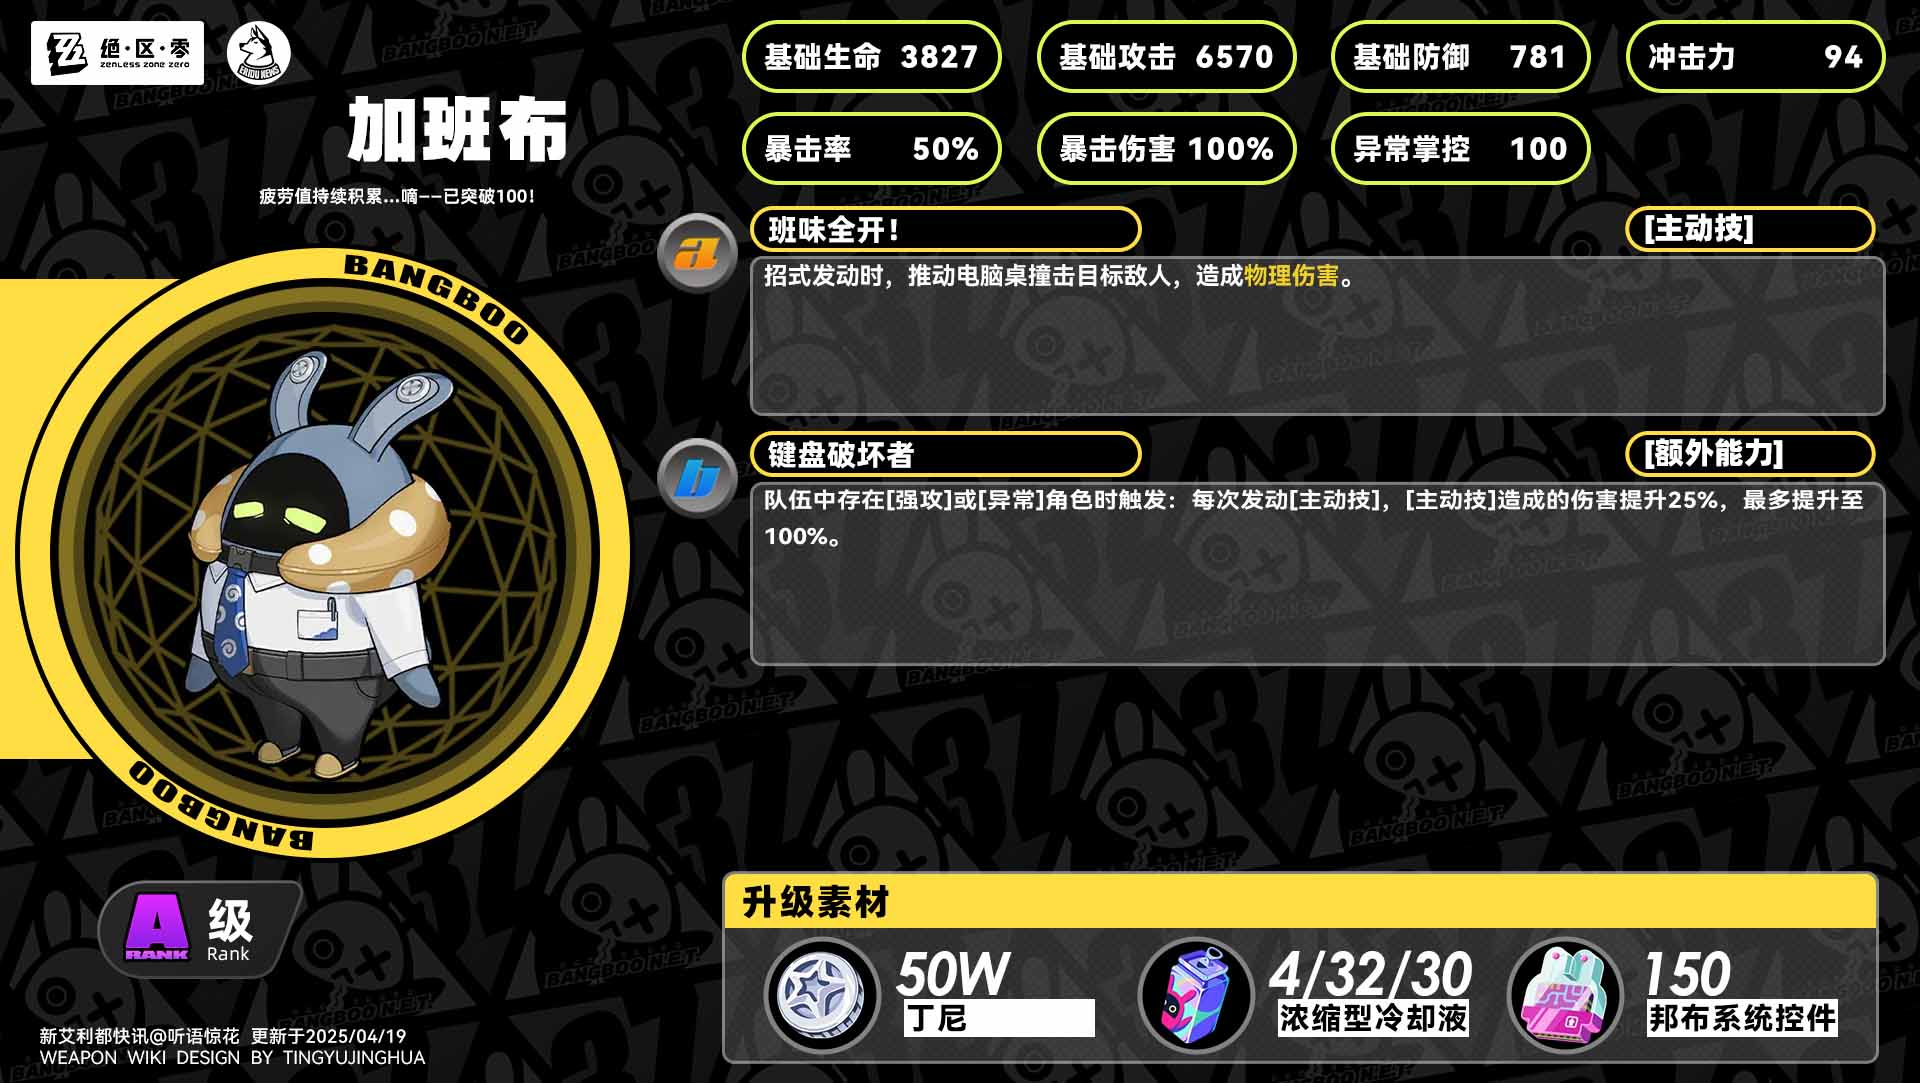 绝·区·零
ZENLESS ZONE ZERO
ERIDU NEWS
加班布
疲劳值持续积累...嘀——已突破100！
基础生命 3827
基础攻击 6570
基础防御 781
冲击力 94
暴击率 50%
暴击伤害 100%
异常掌控 100
a
班味全开！
[主动技]
招式发动时，推动电脑桌撞击目标敌人，造成物理伤害。
b
键盘破坏者
[额外能力]
队伍中存在[强攻]或[异常]角色时触发：每次发动[主动技]，[主动技]造成的伤害提升25%，最多提升至
100%。
BANGBOO
BANGBOO
A
RANK
级
Rank
升级素材
50W
丁尼
4/32/30
浓缩型冷却液
150
邦布系统控件
新艾利都快讯@听语惊花 更新于2025/04/19
WEAPON WIKI DESIGN BY TINGYUJINGHUA
BANGBOO N.E.T.